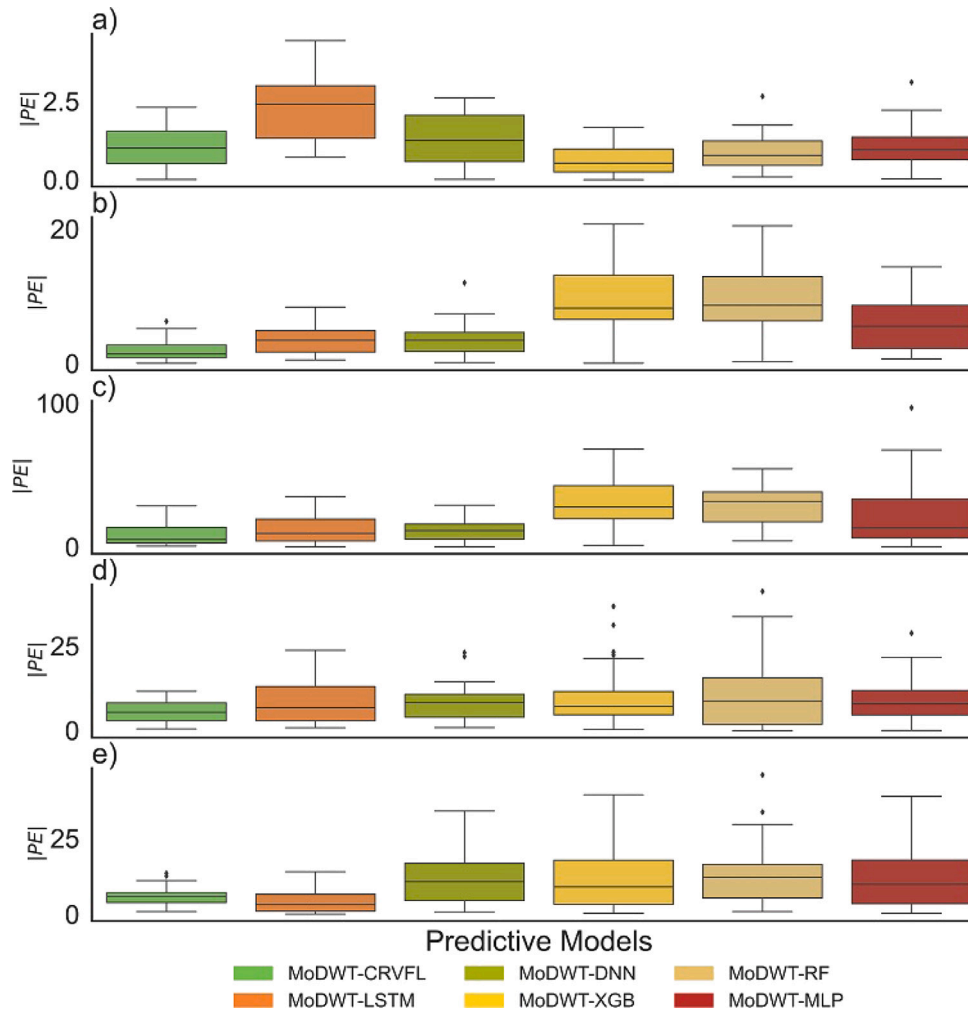 a)
|PE|
2.5
0.0
b)
20
|PE|
0
c)
100
|PE|
0
d)
|PE|
25
0
e)
|PE|
25
0
Predictive Models
MoDWT-CRVFL MoDWT-DNN MoDWT-RF
MoDWT-LSTM MoDWT-XGB MoDWT-MLP